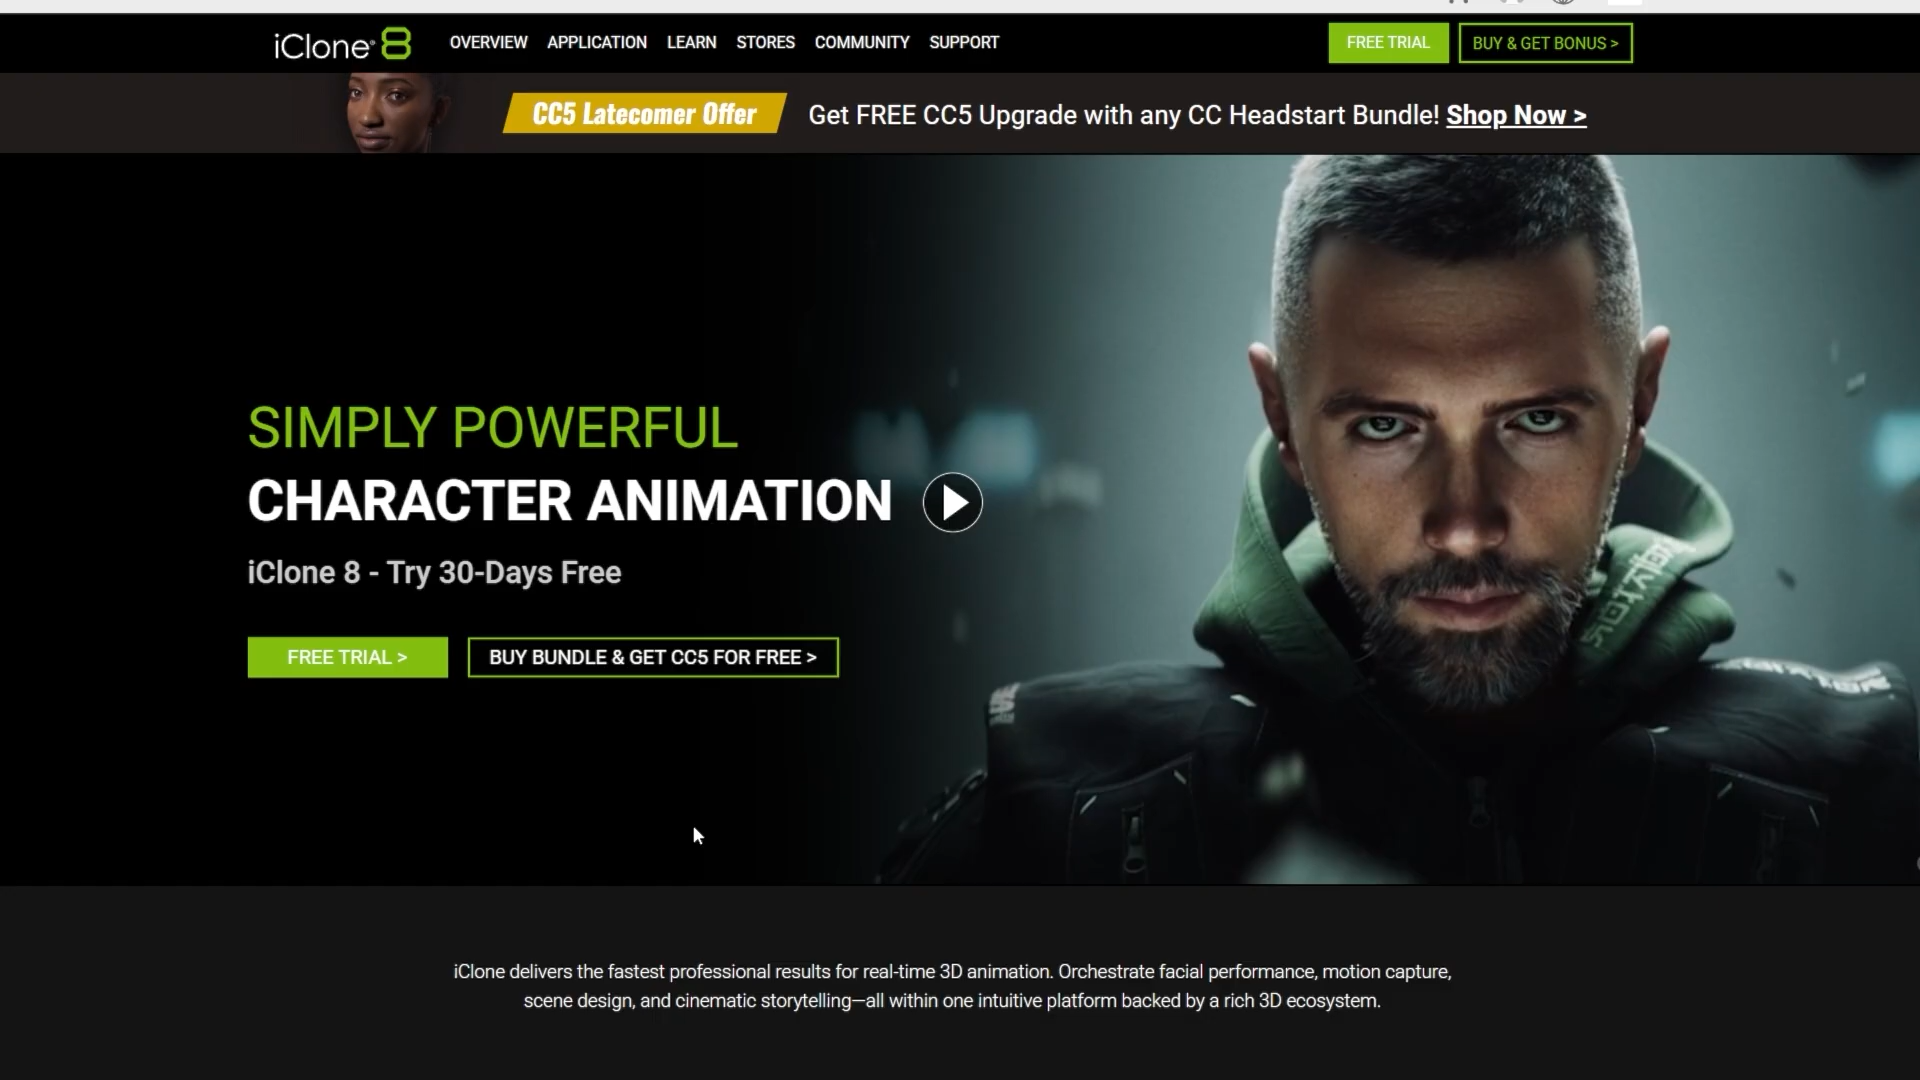 iClone 8
OVERVIEW APPLICATION LEARN STORES COMMUNITY SUPPORT
FREE TRIAL
BUY & GET BONUS >
CC5 Latecomer Offer
Get FREE CC5 Upgrade with any CC Headstart Bundle! Shop Now >
SIMPLY POWERFUL
CHARACTER ANIMATION
iClone 8 - Try 30-Days Free
FREE TRIAL >
BUY BUNDLE & GET CC5 FOR FREE >
iClone delivers the fastest professional results for real-time 3D animation. Orchestrate facial performance, motion capture,
scene design, and cinematic storytelling—all within one intuitive platform backed by a rich 3D ecosystem.